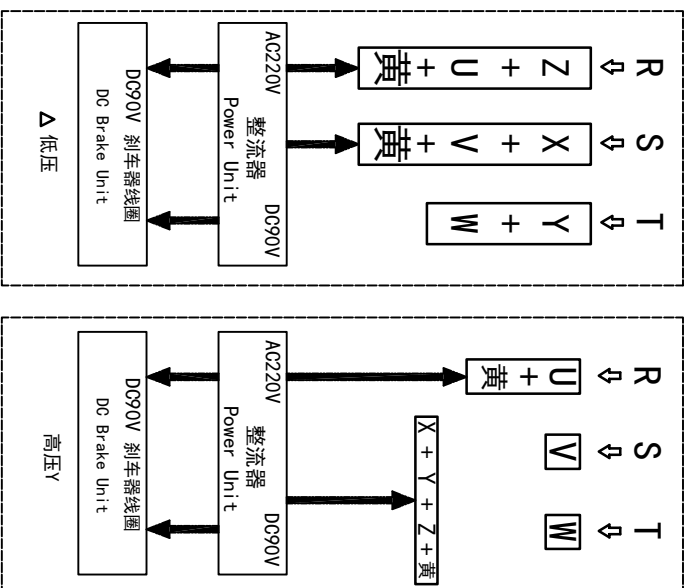 R S T
Z + U + 黄
X + V + 黄
Y + W
AC220V 整流器 DC90V
Power Unit
DC90V 刹车器线圈
DC Brake Unit
Δ 低压
R S T
U + 黄
V
W
X + Y + Z + 黄
AC220V 整流器 DC90V
Power Unit
DC90V 刹车器线圈
DC Brake Unit
高压Y